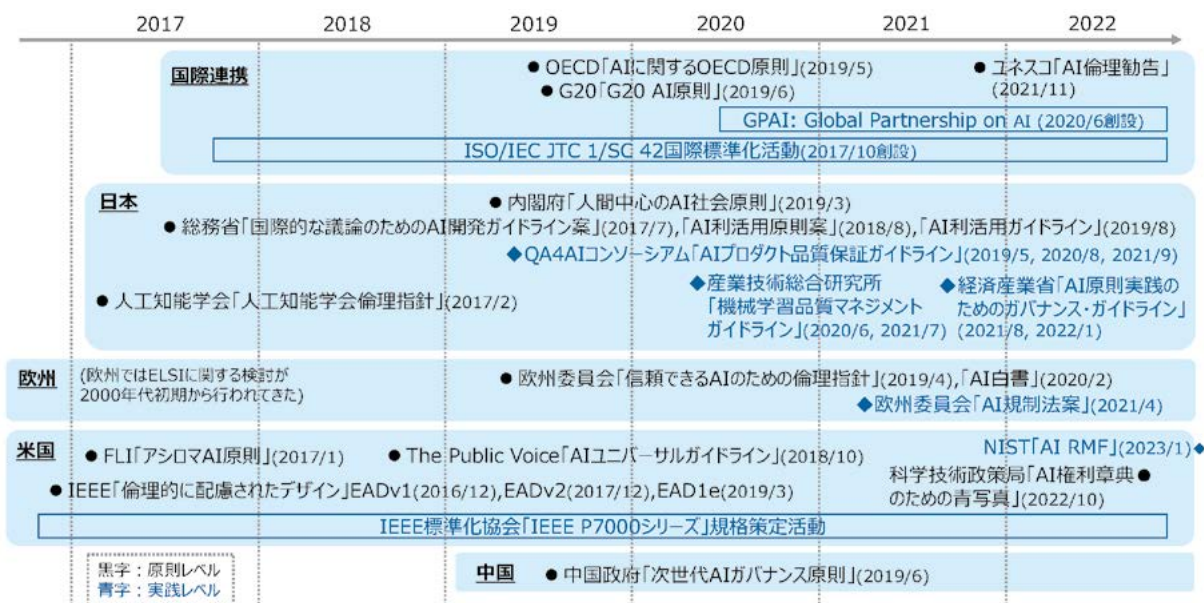 2017 2018 2019 2020 2021 2022
国際連携
● OECD「AIに関するOECD原則」(2019/5)
● ユネスコ「AI倫理勧告」
(2021/11)
● G20「G20 AI原則」(2019/6)
GPAI: Global Partnership on AI (2020/6創設)
ISO/IEC JTC 1/SC 42国際標準化活動(2017/10創設)
日本
● 内閣府「人間中心のAI社会原則」(2019/3)
● 総務省「国際的な議論のためのAI開発ガイドライン案」(2017/7),「AI利活用原則案」(2018/8),「AI利活用ガイドライン」(2019/8)
◆QA4AIコンソーシアム「AIプロダクト品質保証ガイドライン」(2019/5, 2020/8, 2021/9)
● 人工知能学会「人工知能学会倫理指針」(2017/2)
◆産業技術総合研究所
「機械学習品質マネジメント
ガイドライン」(2020/6, 2021/7)
◆経済産業省「AI原則実践の
ためのガバナンス・ガイドライン」
(2021/8, 2022/1)
欧州
(欧州ではELSIに関する検討が
2000年代初期から行われてきた)
● 欧州委員会「信頼できるAIのための倫理指針」(2019/4),「AI白書」(2020/2)
◆欧州委員会「AI規制法案」(2021/4)
米国
● FLI「アシロマAI原則」(2017/1)
● The Public Voice「AIユニバーサルガイドライン」(2018/10)
NIST「AI RMF」(2023/1)◆
● IEEE「倫理的に配慮されたデザイン」EADv1(2016/12),EADv2(2017/12),EAD1e(2019/3)
科学技術政策局「AI権利章典●
のための青写真」(2022/10)
IEEE標準化協会「IEEE P7000シリーズ」規格策定活動
黒字：原則レベル
青字：実践レベル
中国
● 中国政府「次世代AIガバナンス原則」(2019/6)